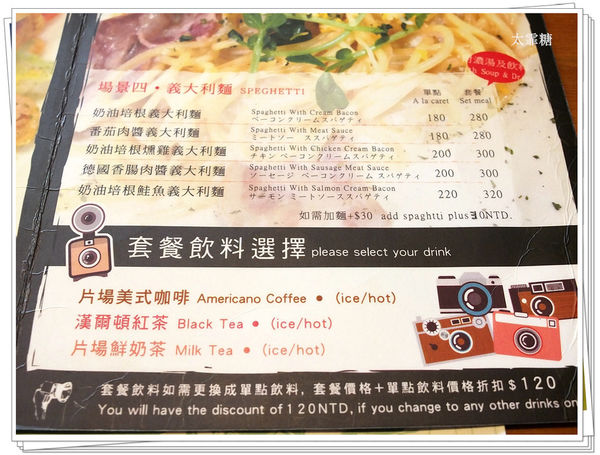 太霏糖
濃湯及飲料
th Soup & Dr
場景四・義大利麵 SPEGHETTI
單點 套餐
A la caret Set meal
奶油培根義大利麵 Spaghetti With Cream Bacon 180 280
ベーコンクリームスパゲティ
番茄肉醬義大利麵 Spaghetti With Meat Sauce 180 280
ミートソー スパゲティ
奶油培根燻雞義大利麵 Spaghetti With Chicken Cream Bacon 200 300
チキン ベーコンクリームスパゲティ
德國香腸肉醬義大利麵 Spaghetti With Sausage Meat Sauce 200 300
ソーセージ ベーコンクリーム スパゲティ
奶油培根鮭魚義大利麵 Spaghetti With Salmon Cream Bacon 220 320
サーモン ミートソーススパゲティ
如需加麵+$30 add spaghtti plus30NTD.
套餐飲料選擇 please select your drink
片場美式咖啡 Americano Coffee • (ice/hot)
漢爾頓紅茶 Black Tea • (ice/hot)
片場鮮奶茶 Milk Tea • (ice/hot)
套餐飲料如需更換成單點飲料, 套餐價格+單點飲料價格折扣$120
You will have the discount of 120NTD, if you change to any other drinks on